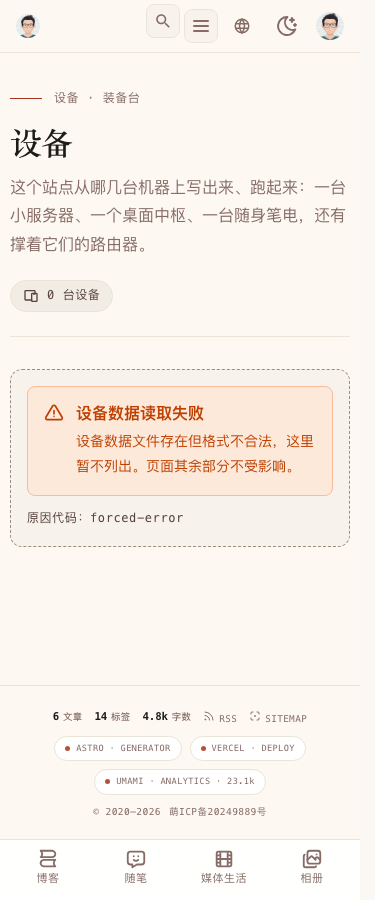 设备 · 装备台
设备
这个站点从哪几台机器上写出来、跑起来：一台
小服务器、一个桌面中枢、一台随身笔电，还有
撑着它们的路由器。
0 台设备
设备数据读取失败
设备数据文件存在但格式不合法，这里
暂不列出。页面其余部分不受影响。
原因代码：forced-error
6 文章 14 标签 4.8k 字数 RSS SITEMAP
ASTRO · GENERATOR VERCEL · DEPLOY
UMAMI · ANALYTICS · 23.1k
© 2020—2026 萌ICP备20249889号
博客 随笔 媒体生活 相册